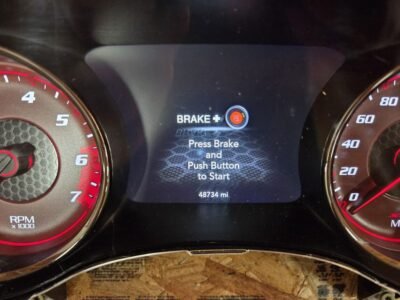 BRAKE +
Press Brake
and
Push Button
to Start
48734 mi
4
5
6
7
RPM
x 1000
80
60
40
20
0
M